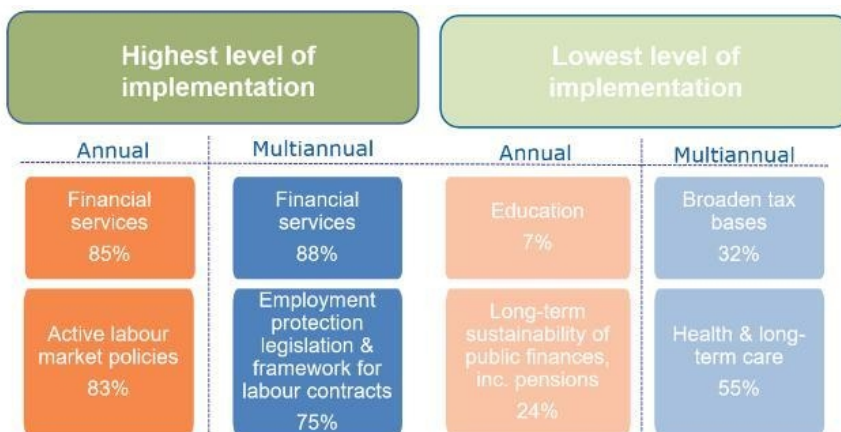 Highest level of
implementation
Lowest level of
implementation
Annual
Multiannual
Annual
Multiannual
Financial
services
85%
Financial
services
88%
Education
7%
Broaden tax
bases
32%
Active labour
market policies
83%
Employment
protection
legislation &
framework for
labour contracts
75%
Long-term
sustainability of
public finances,
inc. pensions
24%
Health & long-
term care
55%